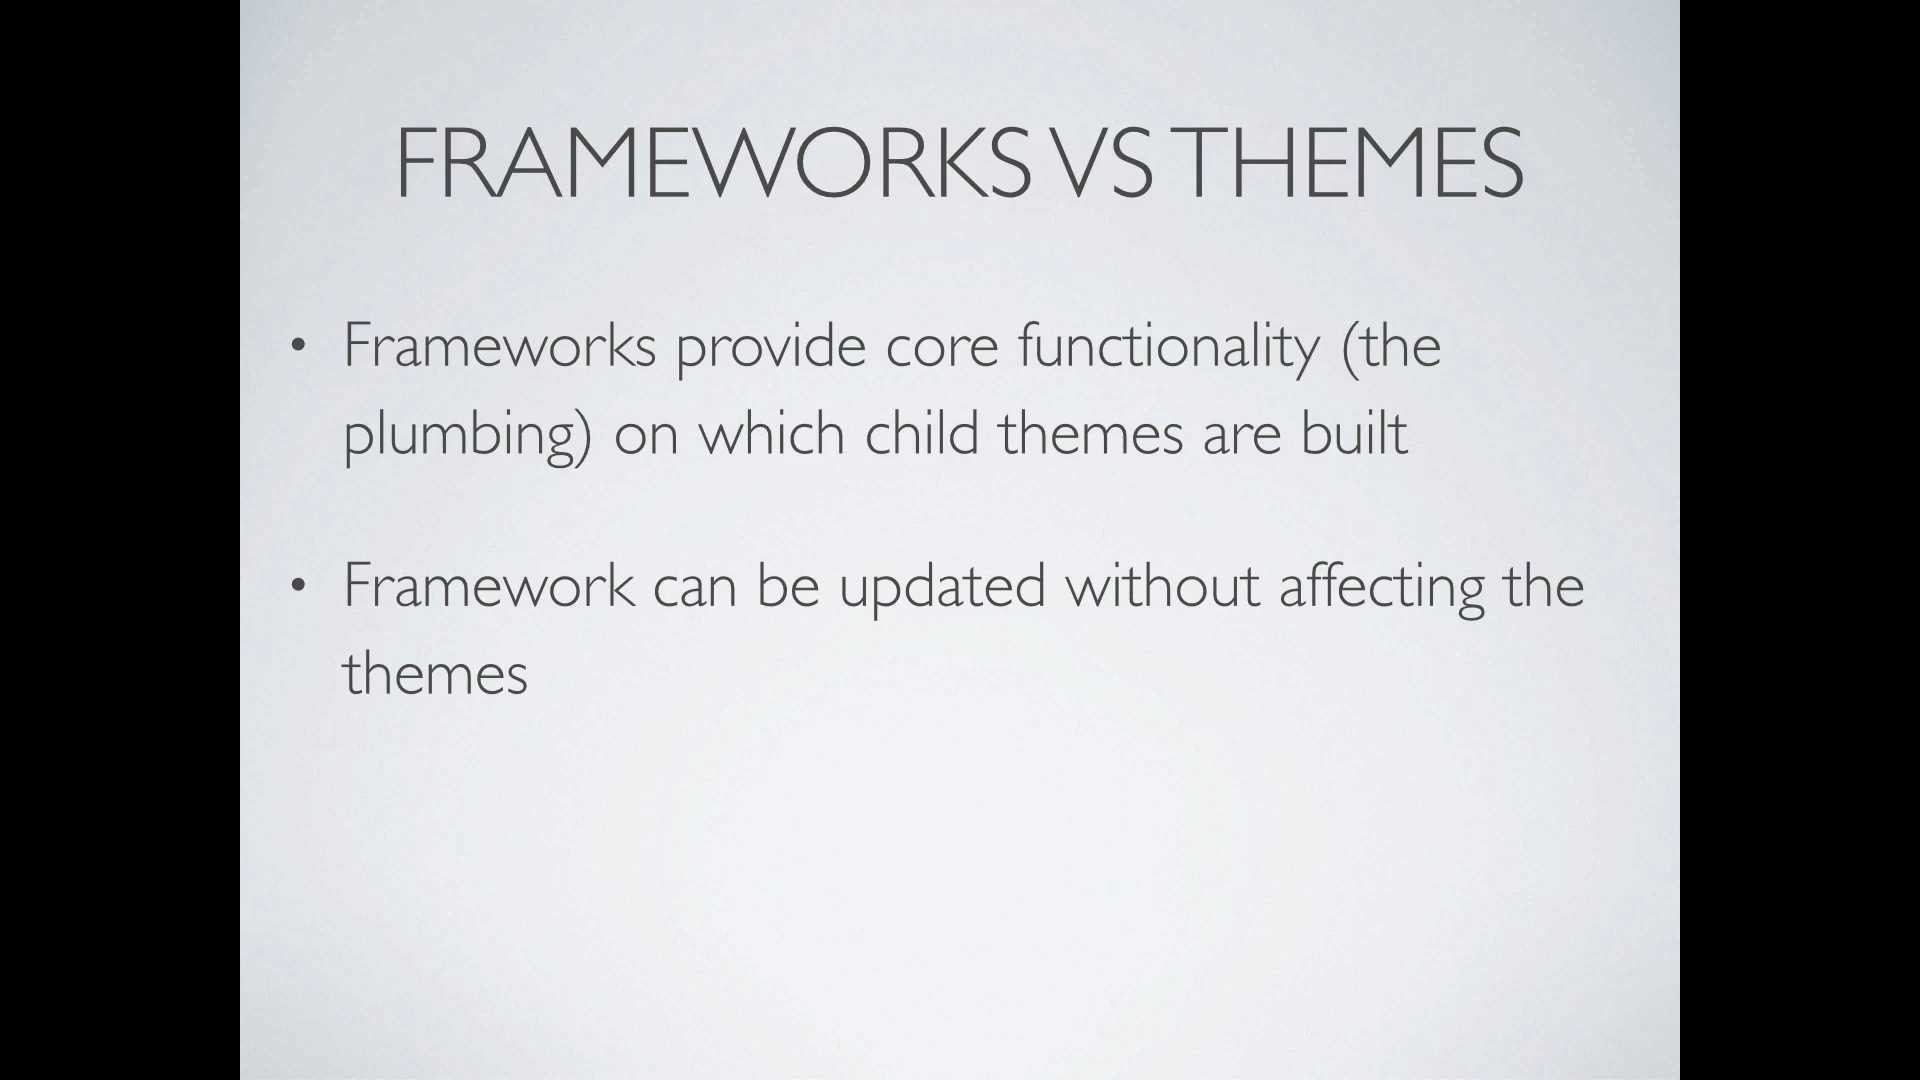 FRAMEWORKS VS THEMES
• Frameworks provide core functionality (the
plumbing) on which child themes are built
• Framework can be updated without affecting the
themes